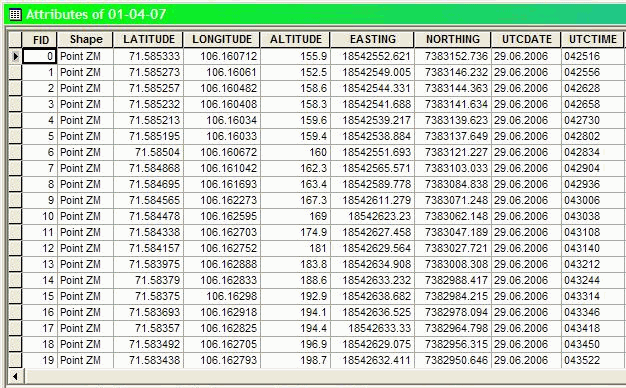 Attributes of 01-04-07
FID Shape LATITUDE LONGITUDE ALTITUDE EASTING NORTHING UTCDATE UTCTIME
0 Point ZM 71.585333 106.160712 155.9 18542552.621 7383152.736 29.06.2006 042516
1 Point ZM 71.585273 106.16061 152.5 18542549.005 7383146.232 29.06.2006 042556
2 Point ZM 71.585257 106.160482 158.6 18542544.331 7383144.363 29.06.2006 042628
3 Point ZM 71.585232 106.160408 158.3 18542541.688 7383141.634 29.06.2006 042658
4 Point ZM 71.585213 106.16034 159.6 18542539.217 7383139.623 29.06.2006 042730
5 Point ZM 71.585195 106.16033 159.4 18542538.884 7383137.649 29.06.2006 042802
6 Point ZM 71.58504 106.160672 160 18542551.693 7383121.227 29.06.2006 042834
7 Point ZM 71.584868 106.161042 162.3 18542565.571 7383103.033 29.06.2006 042904
8 Point ZM 71.584695 106.161693 163.4 18542589.778 7383084.838 29.06.2006 042936
9 Point ZM 71.584565 106.162273 167.3 18542611.279 7383071.248 29.06.2006 043006
10 Point ZM 71.584478 106.162595 169 18542623.23 7383062.148 29.06.2006 043038
11 Point ZM 71.584338 106.162703 174.9 18542627.458 7383047.189 29.06.2006 043108
12 Point ZM 71.584157 106.162752 181 18542629.564 7383027.721 29.06.2006 043140
13 Point ZM 71.583975 106.162888 183.8 18542634.908 7383008.308 29.06.2006 043212
14 Point ZM 71.58379 106.162833 188.6 18542633.232 7382988.417 29.06.2006 043244
15 Point ZM 71.58375 106.16298 192.9 18542638.682 7382984.215 29.06.2006 043314
16 Point ZM 71.583693 106.162918 194.1 18542636.525 7382978.094 29.06.2006 043346
17 Point ZM 71.58357 106.162825 194.4 18542633.33 7382964.798 29.06.2006 043418
18 Point ZM 71.583492 106.162705 196.9 18542629.075 7382956.315 29.06.2006 043450
19 Point ZM 71.583438 106.162793 198.7 18542632.411 7382950.646 29.06.2006 043522